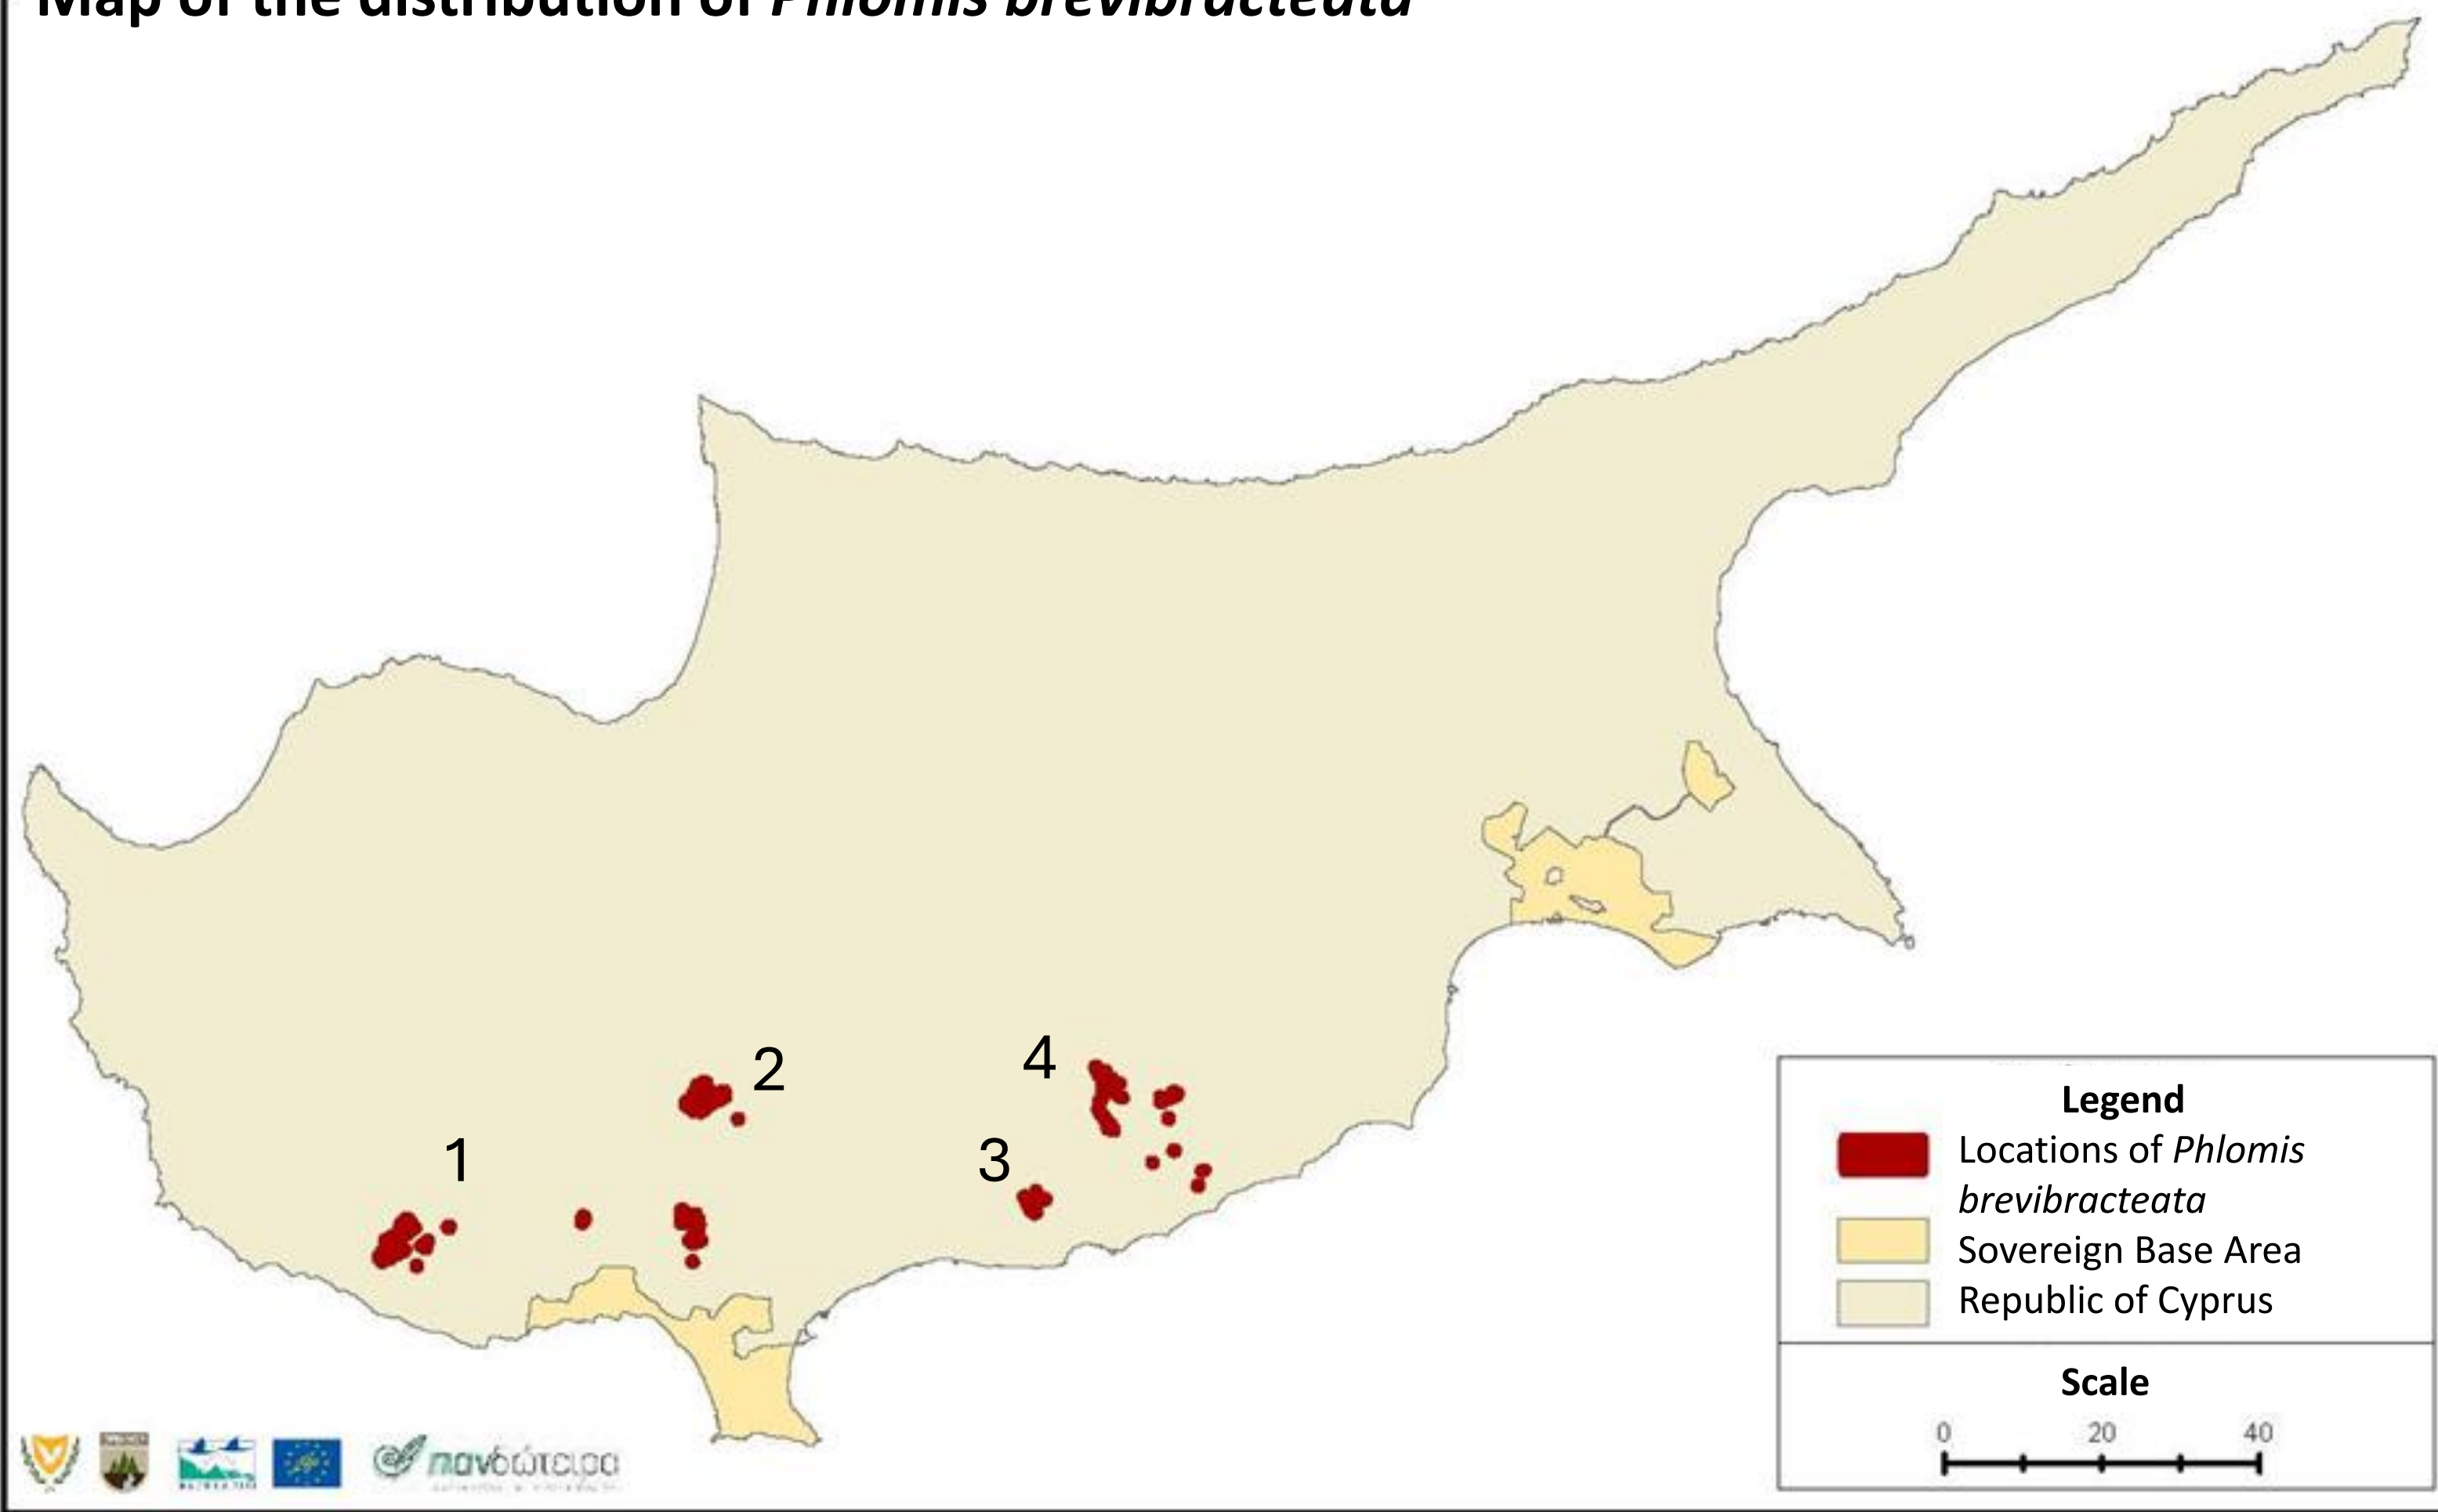 Map of the distribution of Phlomis brevibracteata
2
4
1
3
Legend
Locations of Phlomis
brevibracteata
Sovereign Base Area
Republic of Cyprus
Scale
0 20 40
πανδώτειρα